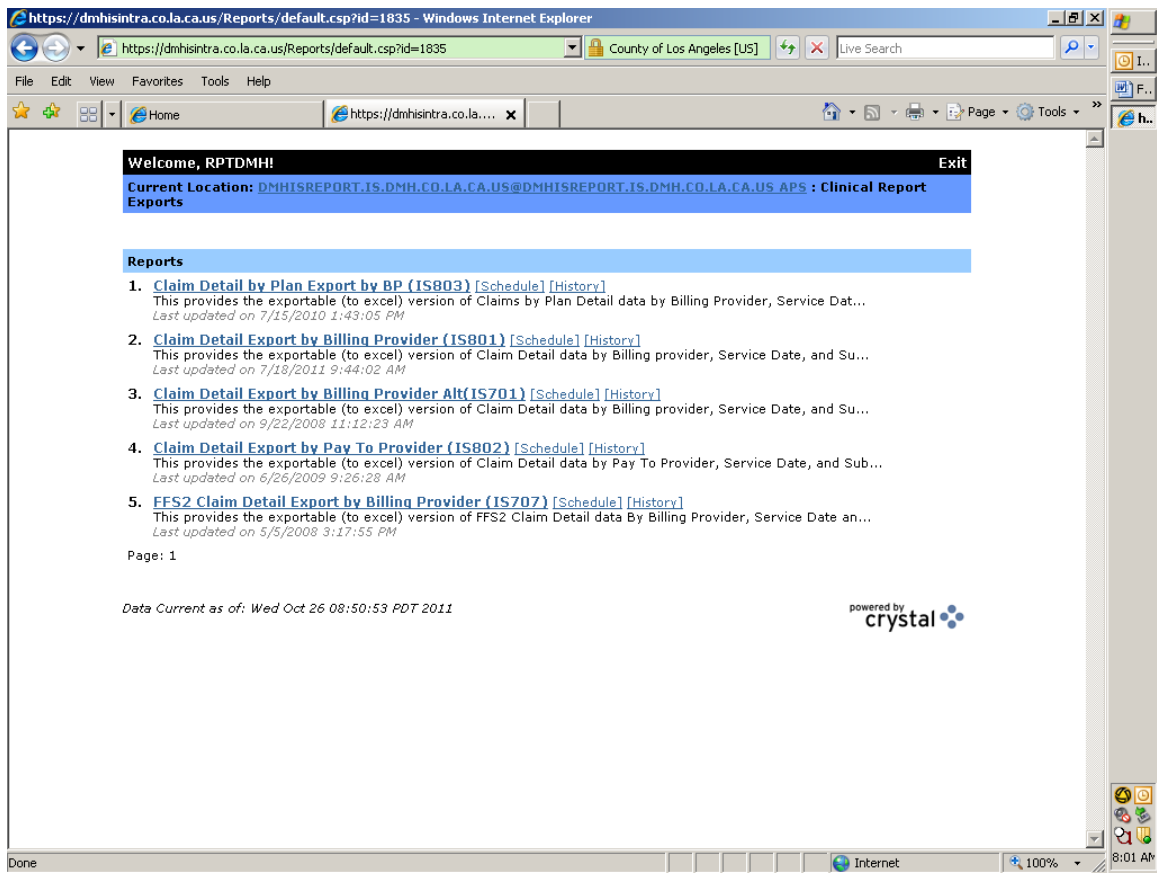 https://dmhisintra.co.la.ca.us/Reports/default.csp?id=1835 - Windows Internet Explorer
https://dmhisintra.co.la.ca.us/Reports/default.csp?id=1835
County of Los Angeles [US]
Live Search
File Edit View Favorites Tools Help
Home
https://dmhisintra.co.la....
Page
Tools
»
I..
F..
h..
Welcome, RPTDMH!
Exit
Current Location: DMHISREPORT.IS.DMH.CO.LA.CA.US@DMHISREPORT.IS.DMH.CO.LA.CA.US APS : Clinical Report
Exports
Reports
1. Claim Detail by Plan Export by BP (IS803) [Schedule] [History]
This provides the exportable (to excel) version of Claims by Plan Detail data by Billing Provider, Service Dat...
Last updated on 7/15/2010 1:43:05 PM
2. Claim Detail Export by Billing Provider (IS801) [Schedule] [History]
This provides the exportable (to excel) version of Claim Detail data by Billing provider, Service Date, and Su...
Last updated on 7/18/2011 9:44:02 AM
3. Claim Detail Export by Billing Provider Alt(IS701) [Schedule] [History]
This provides the exportable (to excel) version of Claim Detail data by Billing provider, Service Date, and Su...
Last updated on 9/22/2008 11:12:23 AM
4. Claim Detail Export by Pay To Provider (IS802) [Schedule] [History]
This provides the exportable (to excel) version of Claim Detail data by Pay To Provider, Service Date, and Sub...
Last updated on 6/26/2009 9:26:28 AM
5. FFS2 Claim Detail Export by Billing Provider (IS707) [Schedule] [History]
This provides the exportable (to excel) version of FFS2 Claim Detail data By Billing Provider, Service Date an...
Last updated on 5/5/2008 3:17:55 PM
Page: 1
Data Current as of: Wed Oct 26 08:50:53 PDT 2011
powered by
crystal
Done
Internet
100%
8:01 AM